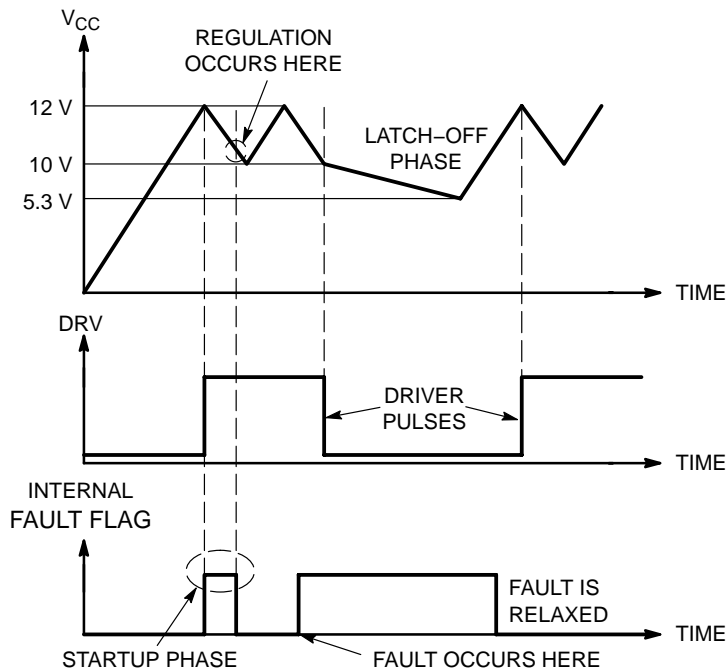 VCC
REGULATION
OCCURS HERE
12 V
LATCH–OFF
PHASE
10 V
5.3 V
TIME
DRV
DRIVER
PULSES
TIME
INTERNAL
FAULT FLAG
FAULT IS
RELAXED
TIME
STARTUP PHASE
FAULT OCCURS HERE